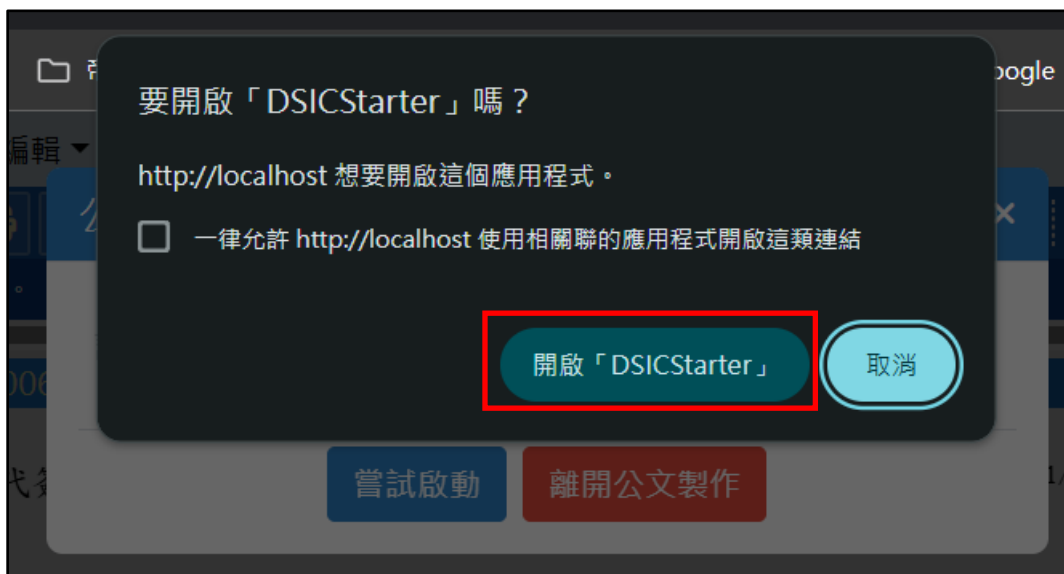 oogle
要開啟「DSICStarter」嗎？
編輯
http://localhost 想要開啟這個應用程式。
一律允許 http://localhost 使用相關聯的應用程式開啟這類連結
開啟「DSICStarter」
取消
006
嘗試啟動
離開公文製作